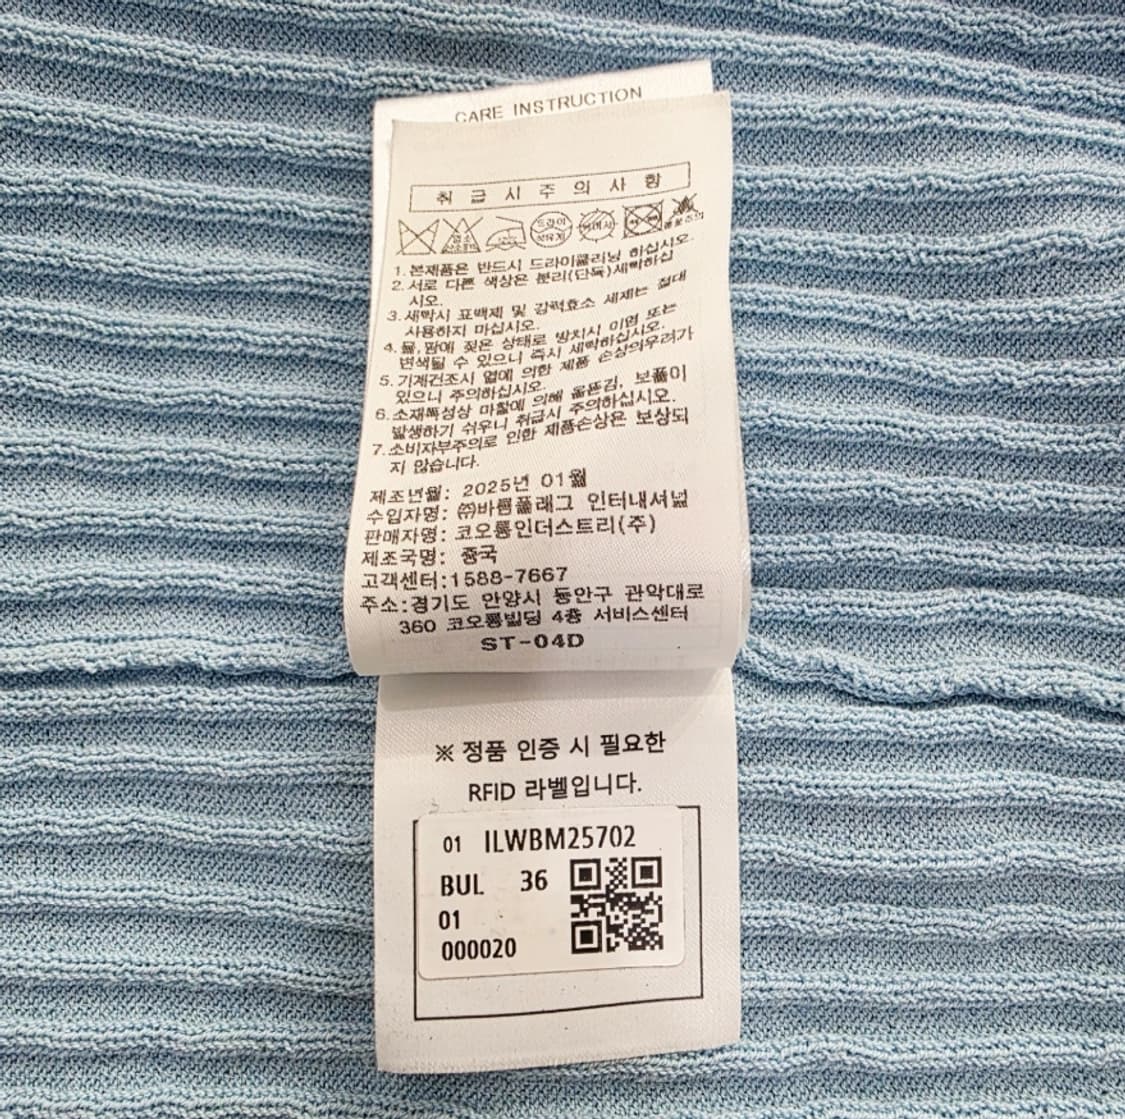 CARE INSTRUCTION
취급시주의사항
염소
산소표백
드라이
석유계
1. 본제품은 반드시 드라이클리닝 하십시오.
2. 서로 다른 색상은 분리(단독)세탁하십
시오.
3. 세탁시 표백제 및 강력효소 세제는 절대
사용하지 마십시오.
4. 물,땀에 젖은 상태로 방치시 이염 또는
변색될 수 있으니 즉시 세탁하십시오.
5. 기계건조시 열에 의한 제품 손상의우려가
있으니 주의하십시오.
6. 소재특성상 마찰에 의해 올뜯김, 보풀이
발생하기 쉬우니 취급시 주의하십시오.
7. 소비자부주의로 인한 제품손상은 보상되
지 않습니다.
제조년월: 2025년 01월
수입자명: ㈜바름플래그 인터내셔널
판매자명: 코오롱인더스트리(주)
제조국명: 중국
고객센터:1588-7667
주소:경기도 안양시 동안구 관악대로
360 코오롱빌딩 4층 서비스센터
ST-04D
※ 정품 인증 시 필요한
RFID 라벨입니다.
01 ILWBM25702
BUL 36
01
000020